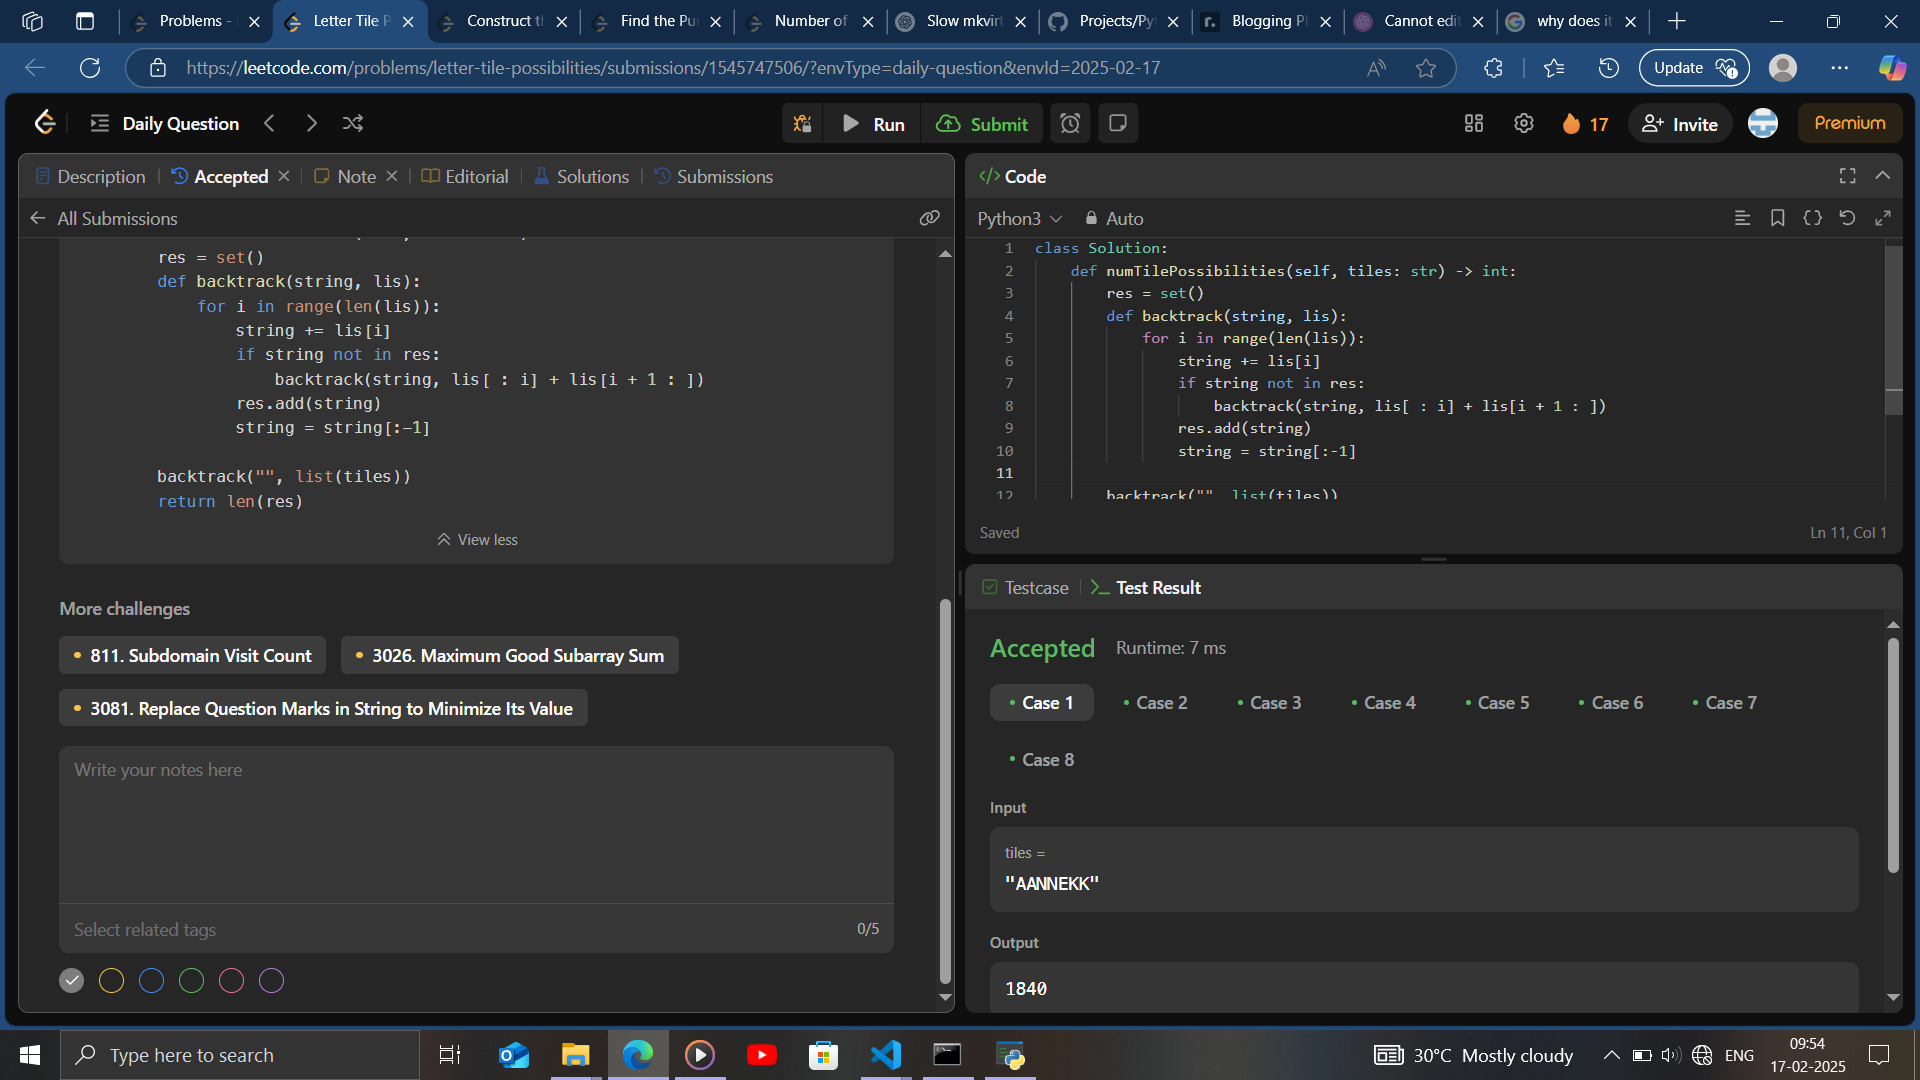 Problems -
Letter Tile P
Construct th
Find the Pu
Number of
Slow mkvirt
Projects/Pyt
Blogging Pl
Cannot edit
why does it
https://leetcode.com/problems/letter-tile-possibilities/submissions/1545747506/?envType=daily-question&envId=2025-02-17
Update
Daily Question
Run
Submit
17
Invite
Premium
Description
Accepted
Note
Editorial
Solutions
Submissions
All Submissions
res = set()
def backtrack(string, lis):
for i in range(len(lis)):
string += lis[i]
if string not in res:
backtrack(string, lis[ : i] + lis[i + 1 : ])
res.add(string)
string = string[:-1]
backtrack("", list(tiles))
return len(res)
View less
More challenges
811. Subdomain Visit Count
3026. Maximum Good Subarray Sum
3081. Replace Question Marks in String to Minimize Its Value
Write your notes here
Select related tags
0/5
</> Code
Python3
Auto
1 class Solution:
2 def numTilePossibilities(self, tiles: str) -> int:
3 res = set()
4 def backtrack(string, lis):
5 for i in range(len(lis)):
6 string += lis[i]
7 if string not in res:
8 backtrack(string, lis[ : i] + lis[i + 1 : ])
9 res.add(string)
10 string = string[:-1]
11
12 backtrack("", list(tiles))
Saved
Ln 11, Col 1
Testcase
Test Result
Accepted
Runtime: 7 ms
Case 1
Case 2
Case 3
Case 4
Case 5
Case 6
Case 7
Case 8
Input
tiles =
"AANNEKK"
Output
1840
Type here to search
30°C Mostly cloudy
ENG
09:54
17-02-2025